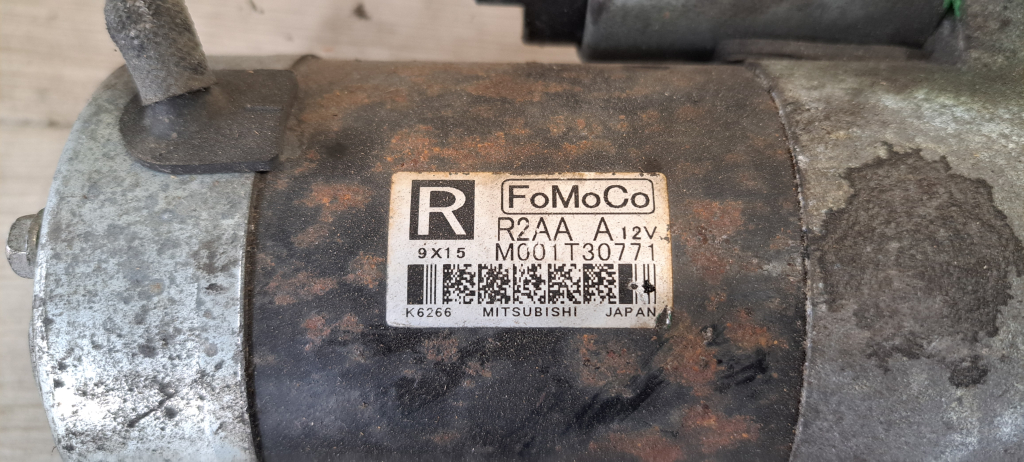 R
FoMoCo
R2AA A 12V
9X15
M001T30771
K6266 MITSUBISHI JAPAN